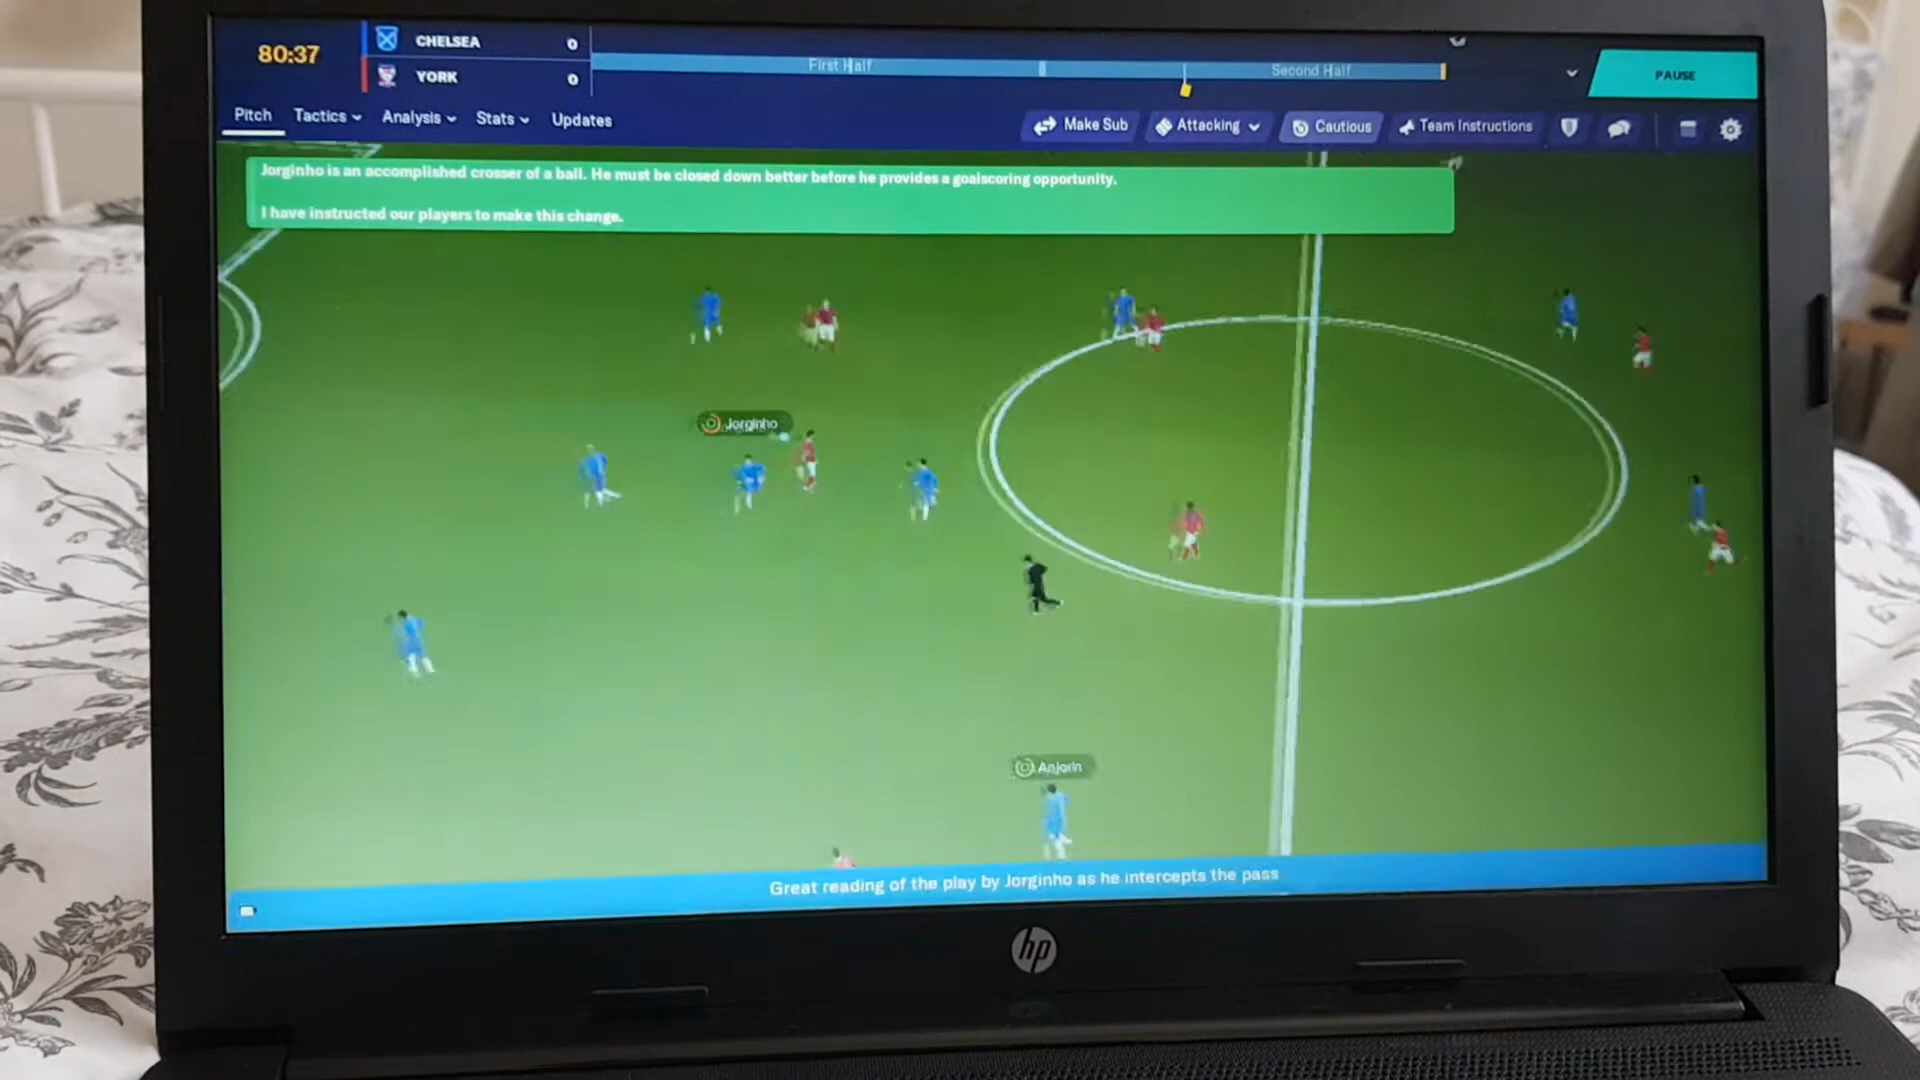 80:37
CHELSEA 0
YORK 0
First Half
Second Half
PAUSE
Pitch
Tactics
Analysis
Stats
Updates
Make Sub
Attacking
Cautious
Team Instructions
Jorginho is an accomplished crosser of a ball. He must be closed down better before he provides a goalscoring opportunity.
I have instructed our players to make this change.
Jorginho
Anjorin
Great reading of the play by Jorginho as he intercepts the pass
hp